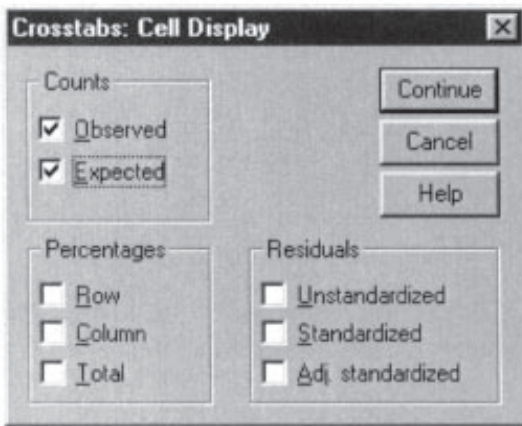 Crosstabs: Cell Display
Counts
Observed
Expected
Continue
Cancel
Help
Percentages
Row
Column
Total
Residuals
Unstandardized
Standardized
Adj. standardized